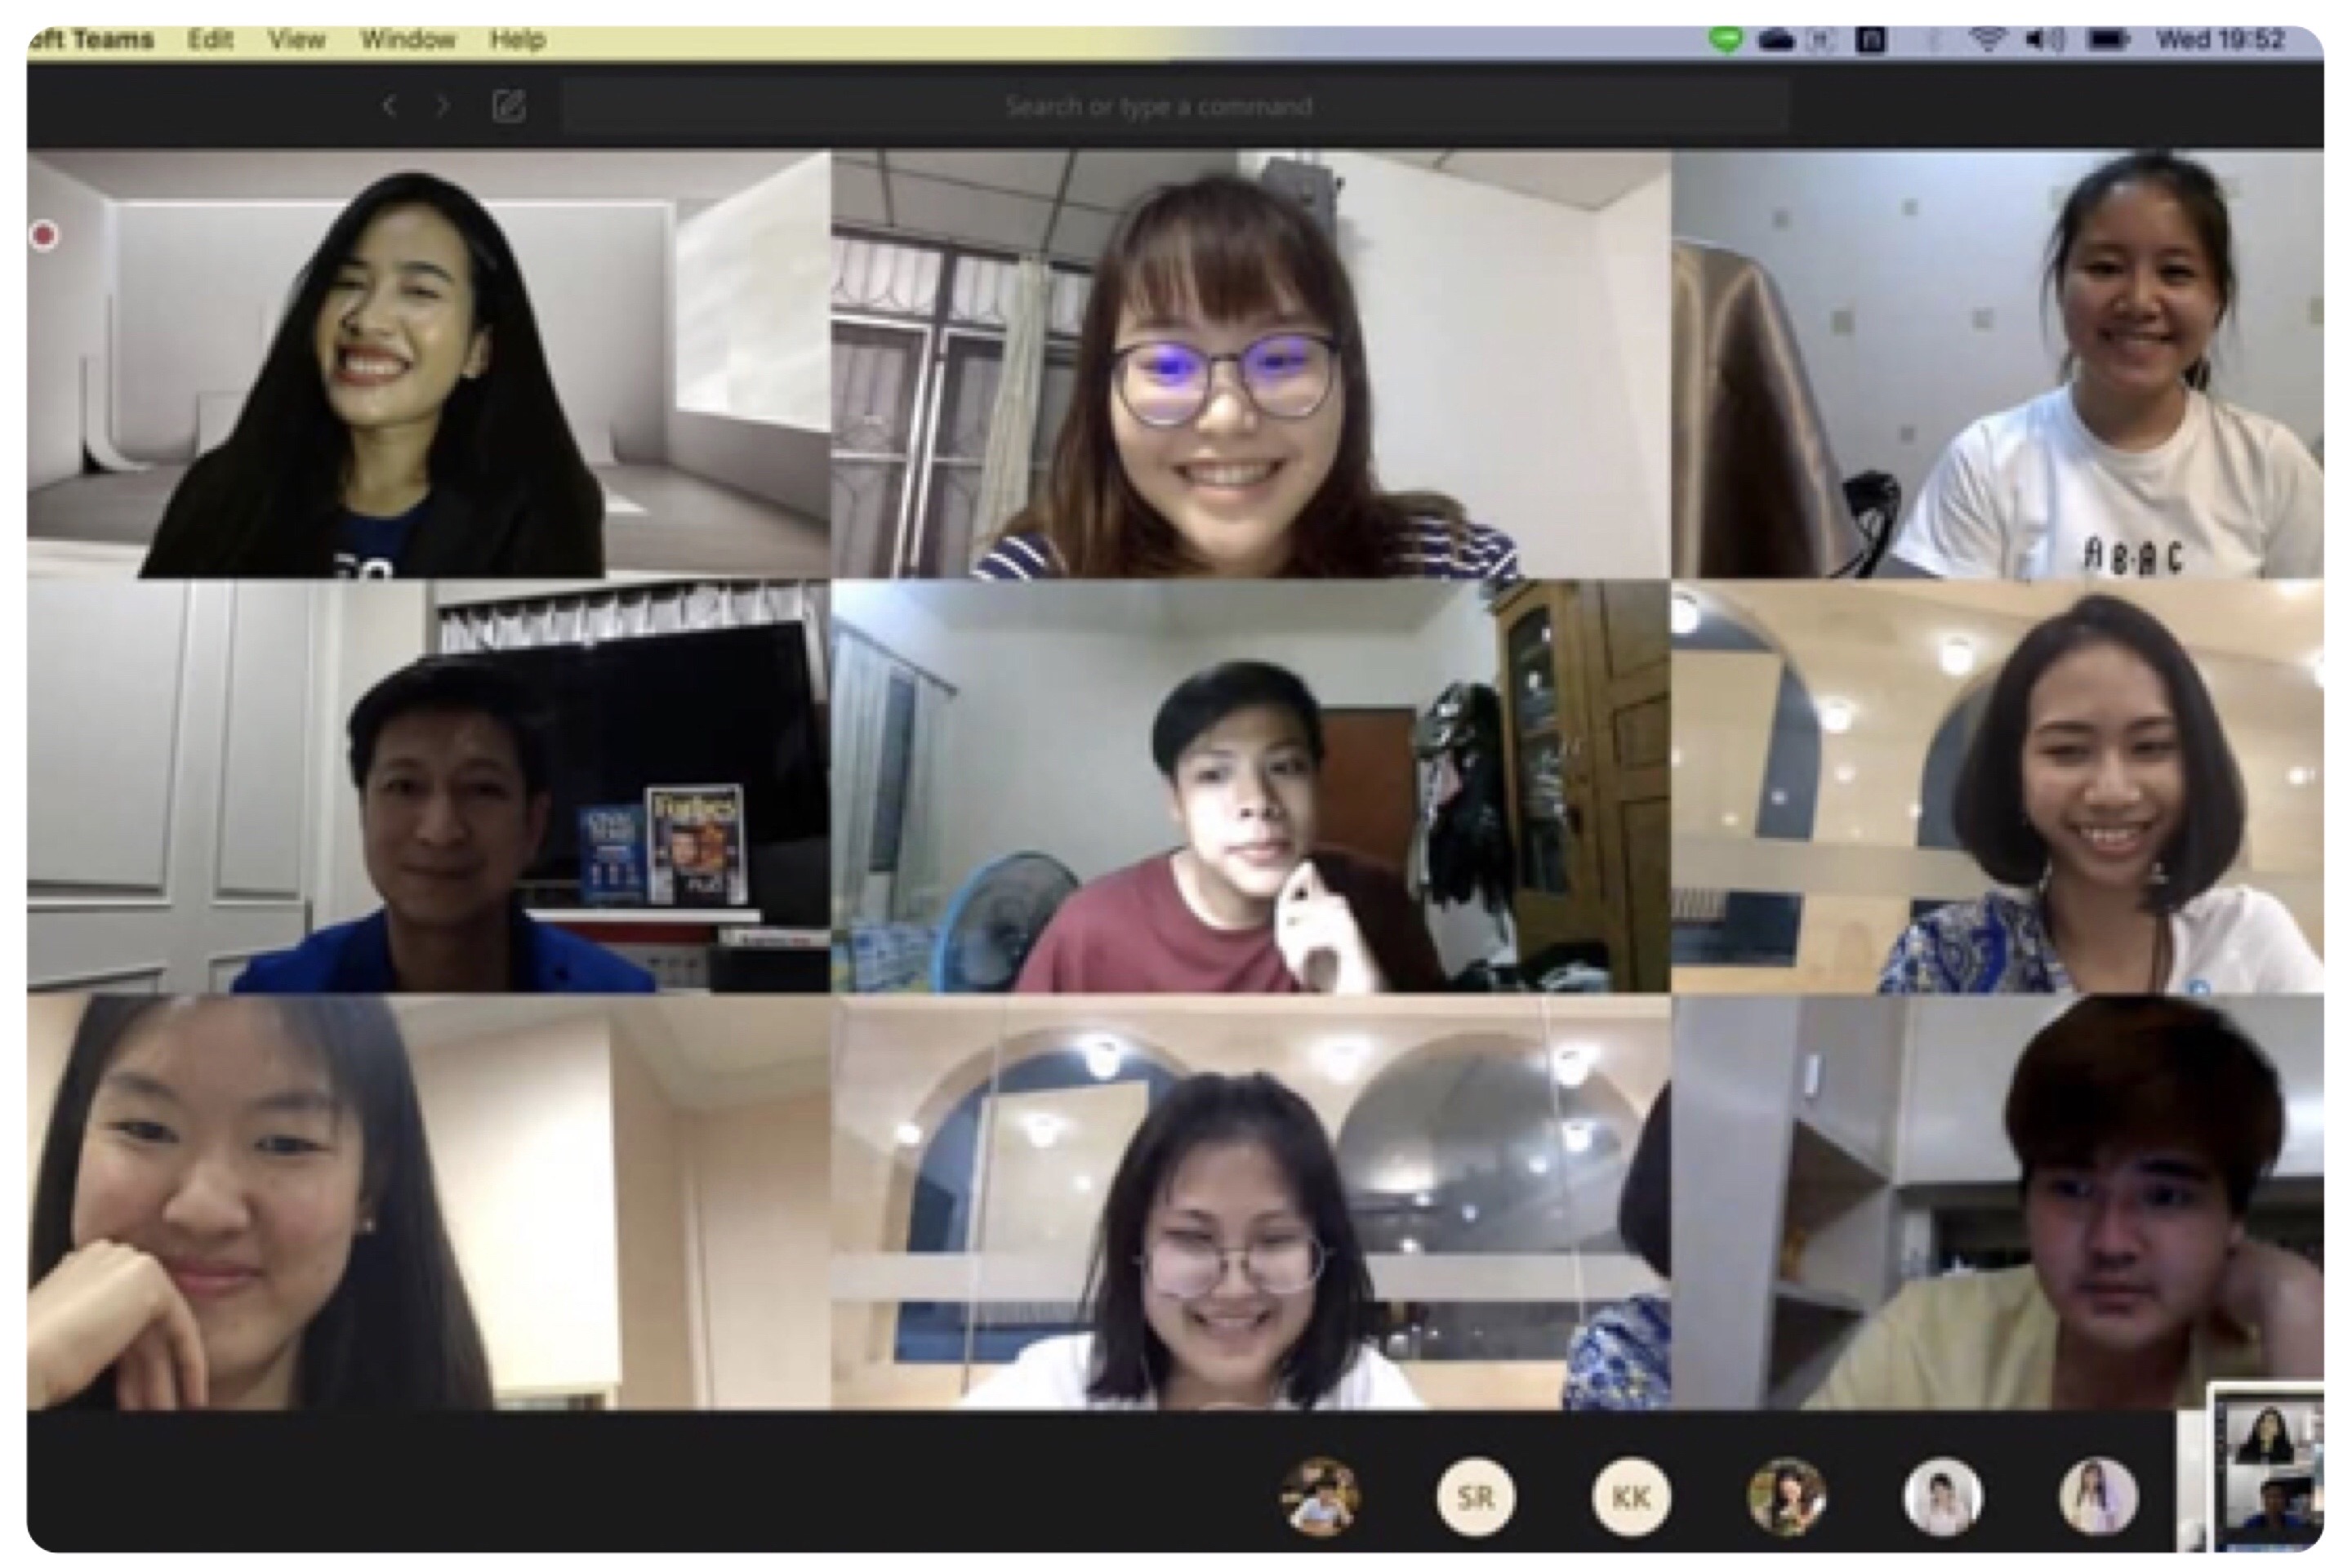 oft Teams Edit View Window Help Wed 19:52
Search or type a command
ABAC
Forbes
SR KK